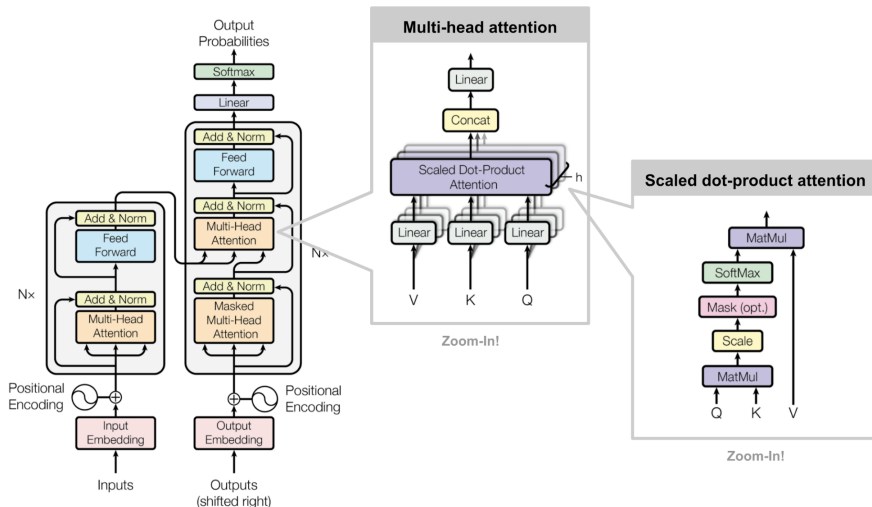 Output
Probabilities
Softmax
Linear
Add & Norm
Feed
Forward
Add & Norm
Multi-Head
Attention
Add & Norm
Masked
Multi-Head
Attention
Nx
Positional
Encoding
Output
Embedding
Outputs
(shifted right)
Add & Norm
Feed
Forward
Add & Norm
Multi-Head
Attention
Nx
Positional
Encoding
Input
Embedding
Inputs
Multi-head attention
Linear
Concat
Scaled Dot-Product
Attention
h
Linear
Linear
Linear
V
K
Q
Zoom-In!
Scaled dot-product attention
MatMul
SoftMax
Mask (opt.)
Scale
MatMul
Q
K
V
Zoom-In!